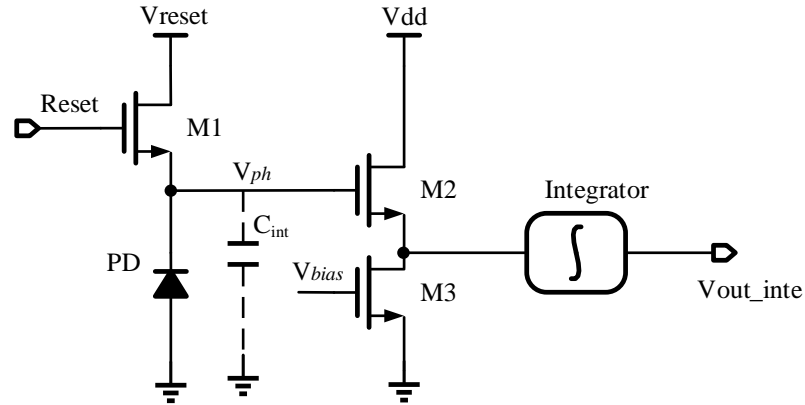 Vreset
Vdd
Reset
M1
Vph
M2
Integrator
Cint
PD
Vbias
M3
∫
Vout_inte